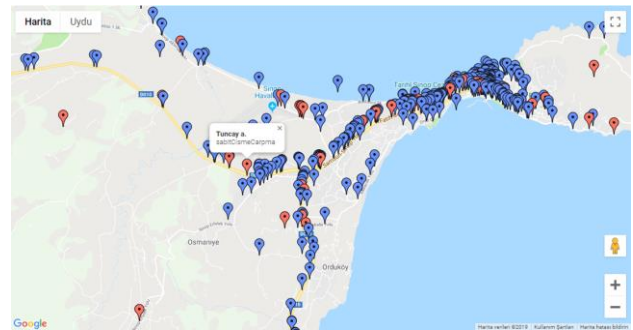 Harita Uydu
Tuncay a.
sabitCismeCarpma
Osmaniye
Orduköy
Google
Harita verileri ©2019 Kullanım Şartları Harita hatası bildirin